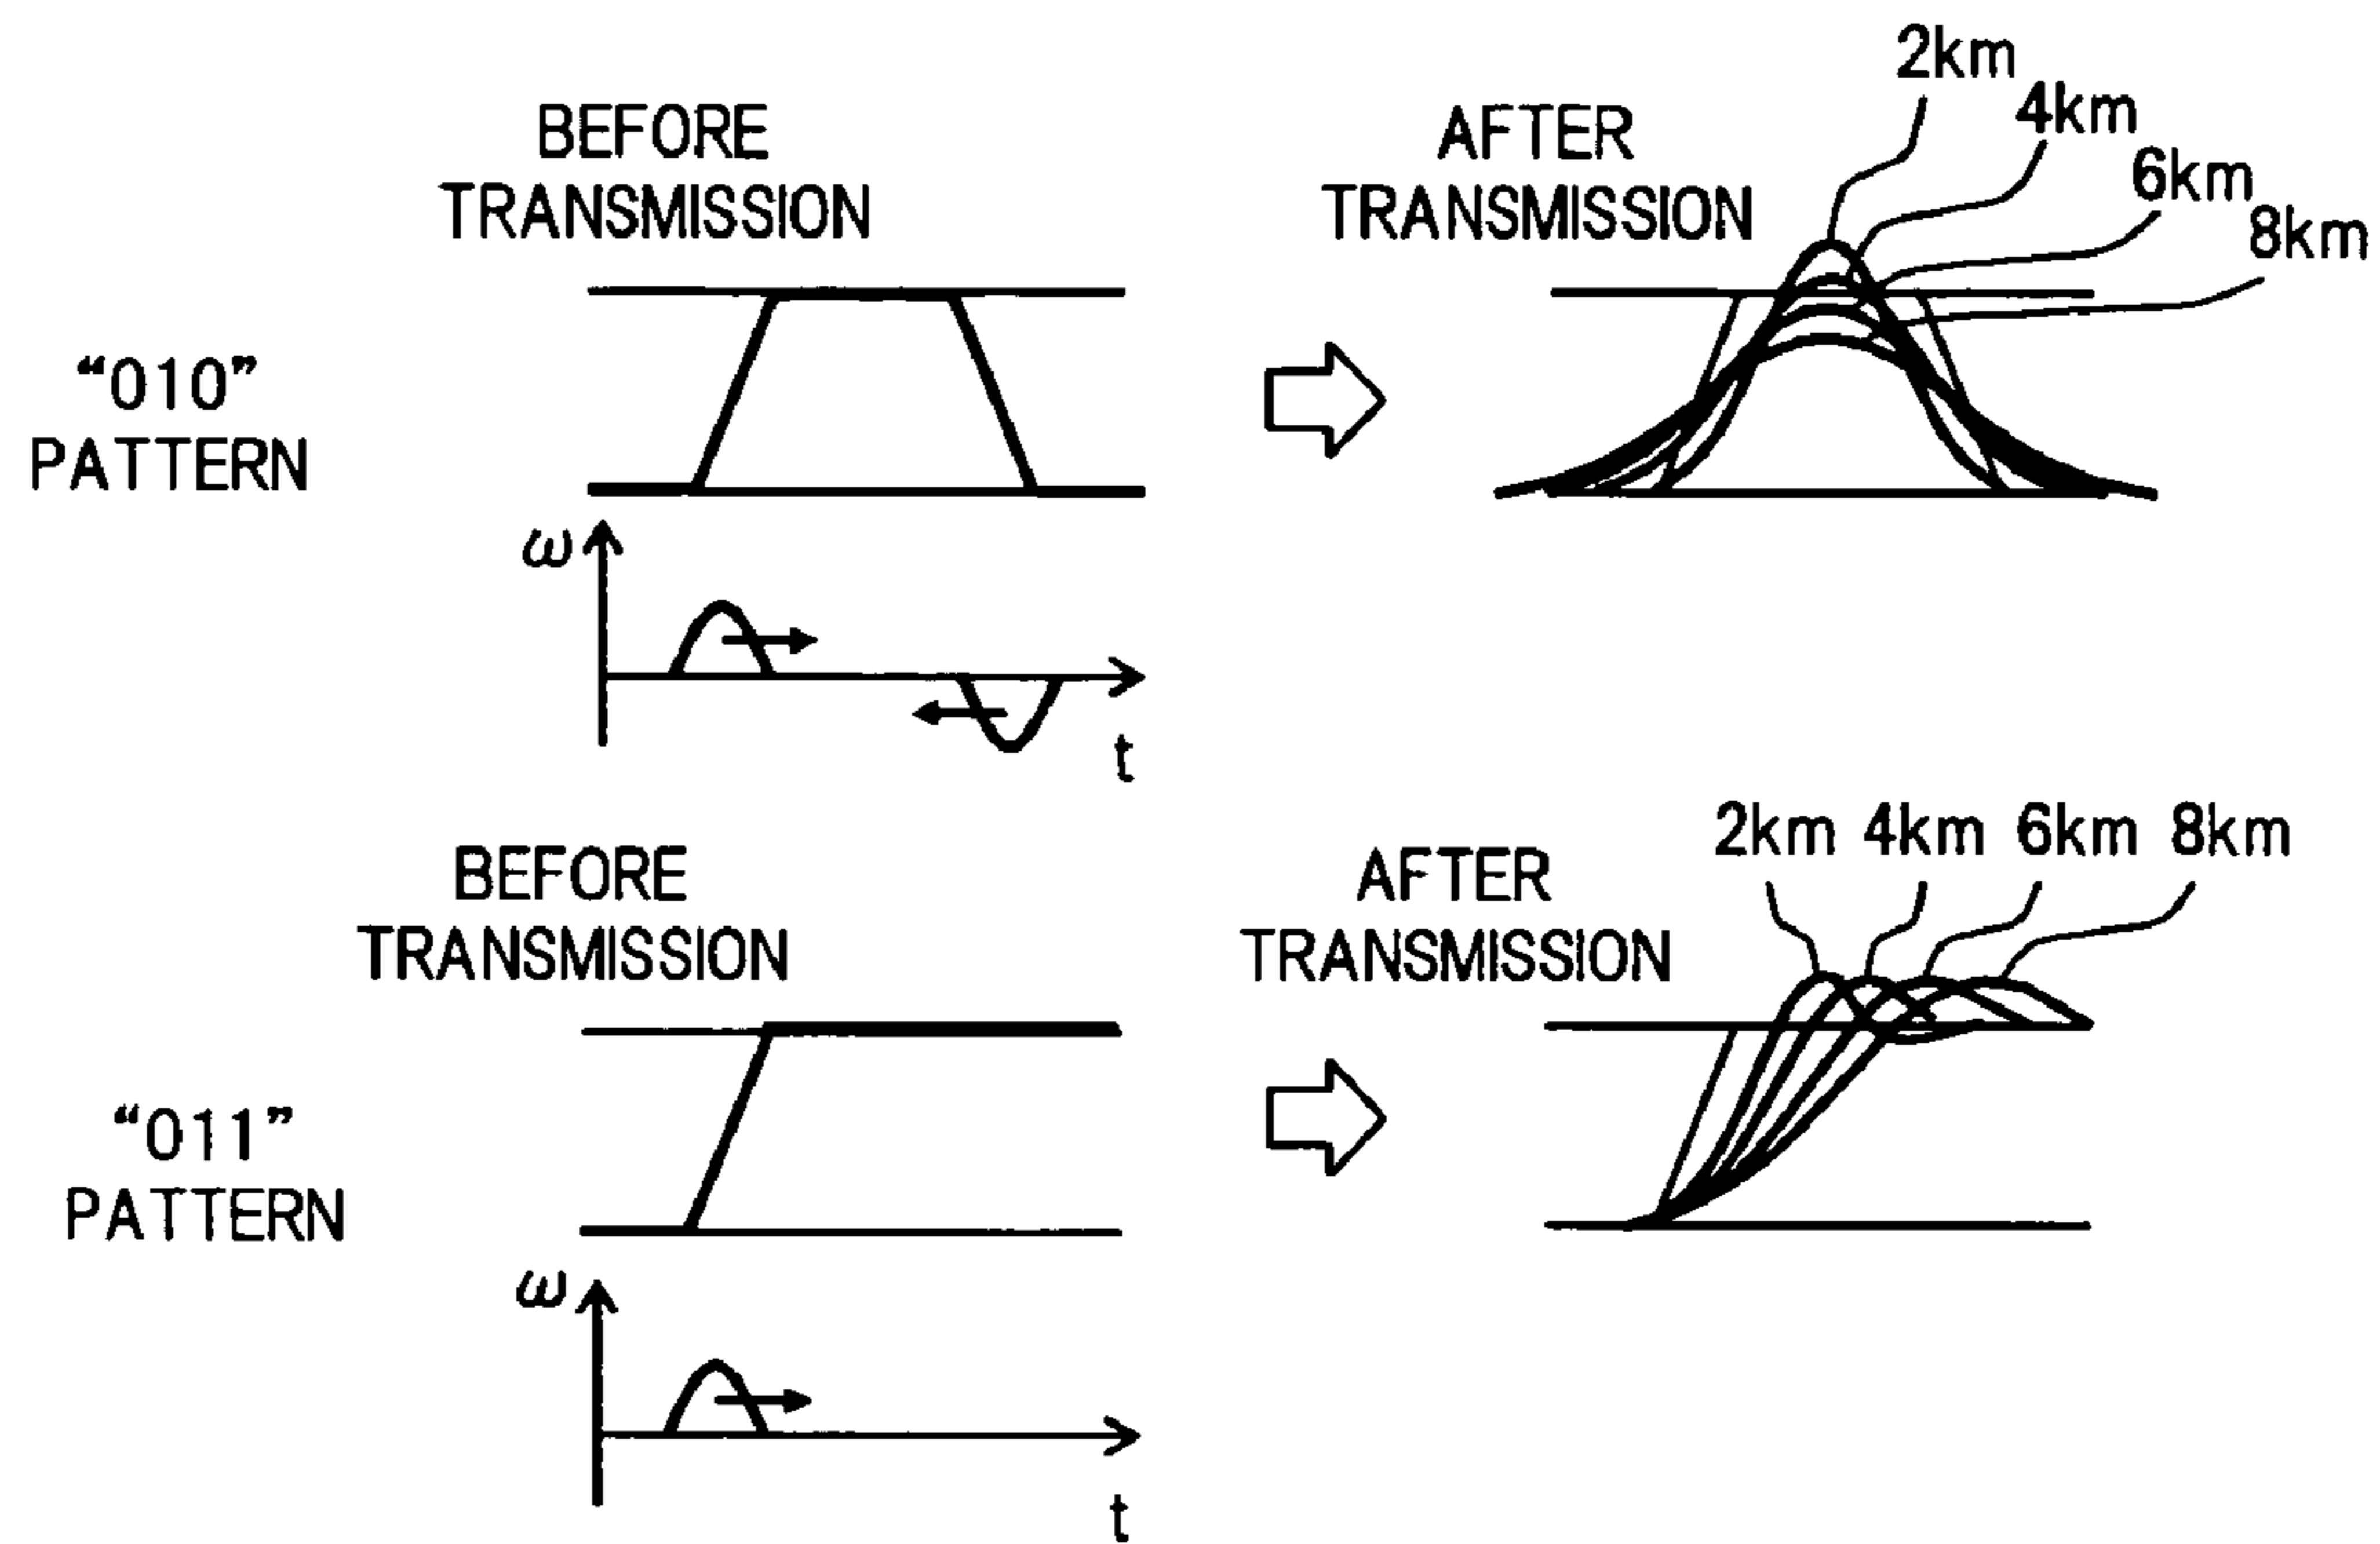 BEFORE
TRANSMISSION
AFTER
TRANSMISSION
2km
4km
6km
8km
“010”
PATTERN
ω
t
BEFORE
TRANSMISSION
AFTER
TRANSMISSION
2km 4km 6km 8km
“011”
PATTERN
ω
t